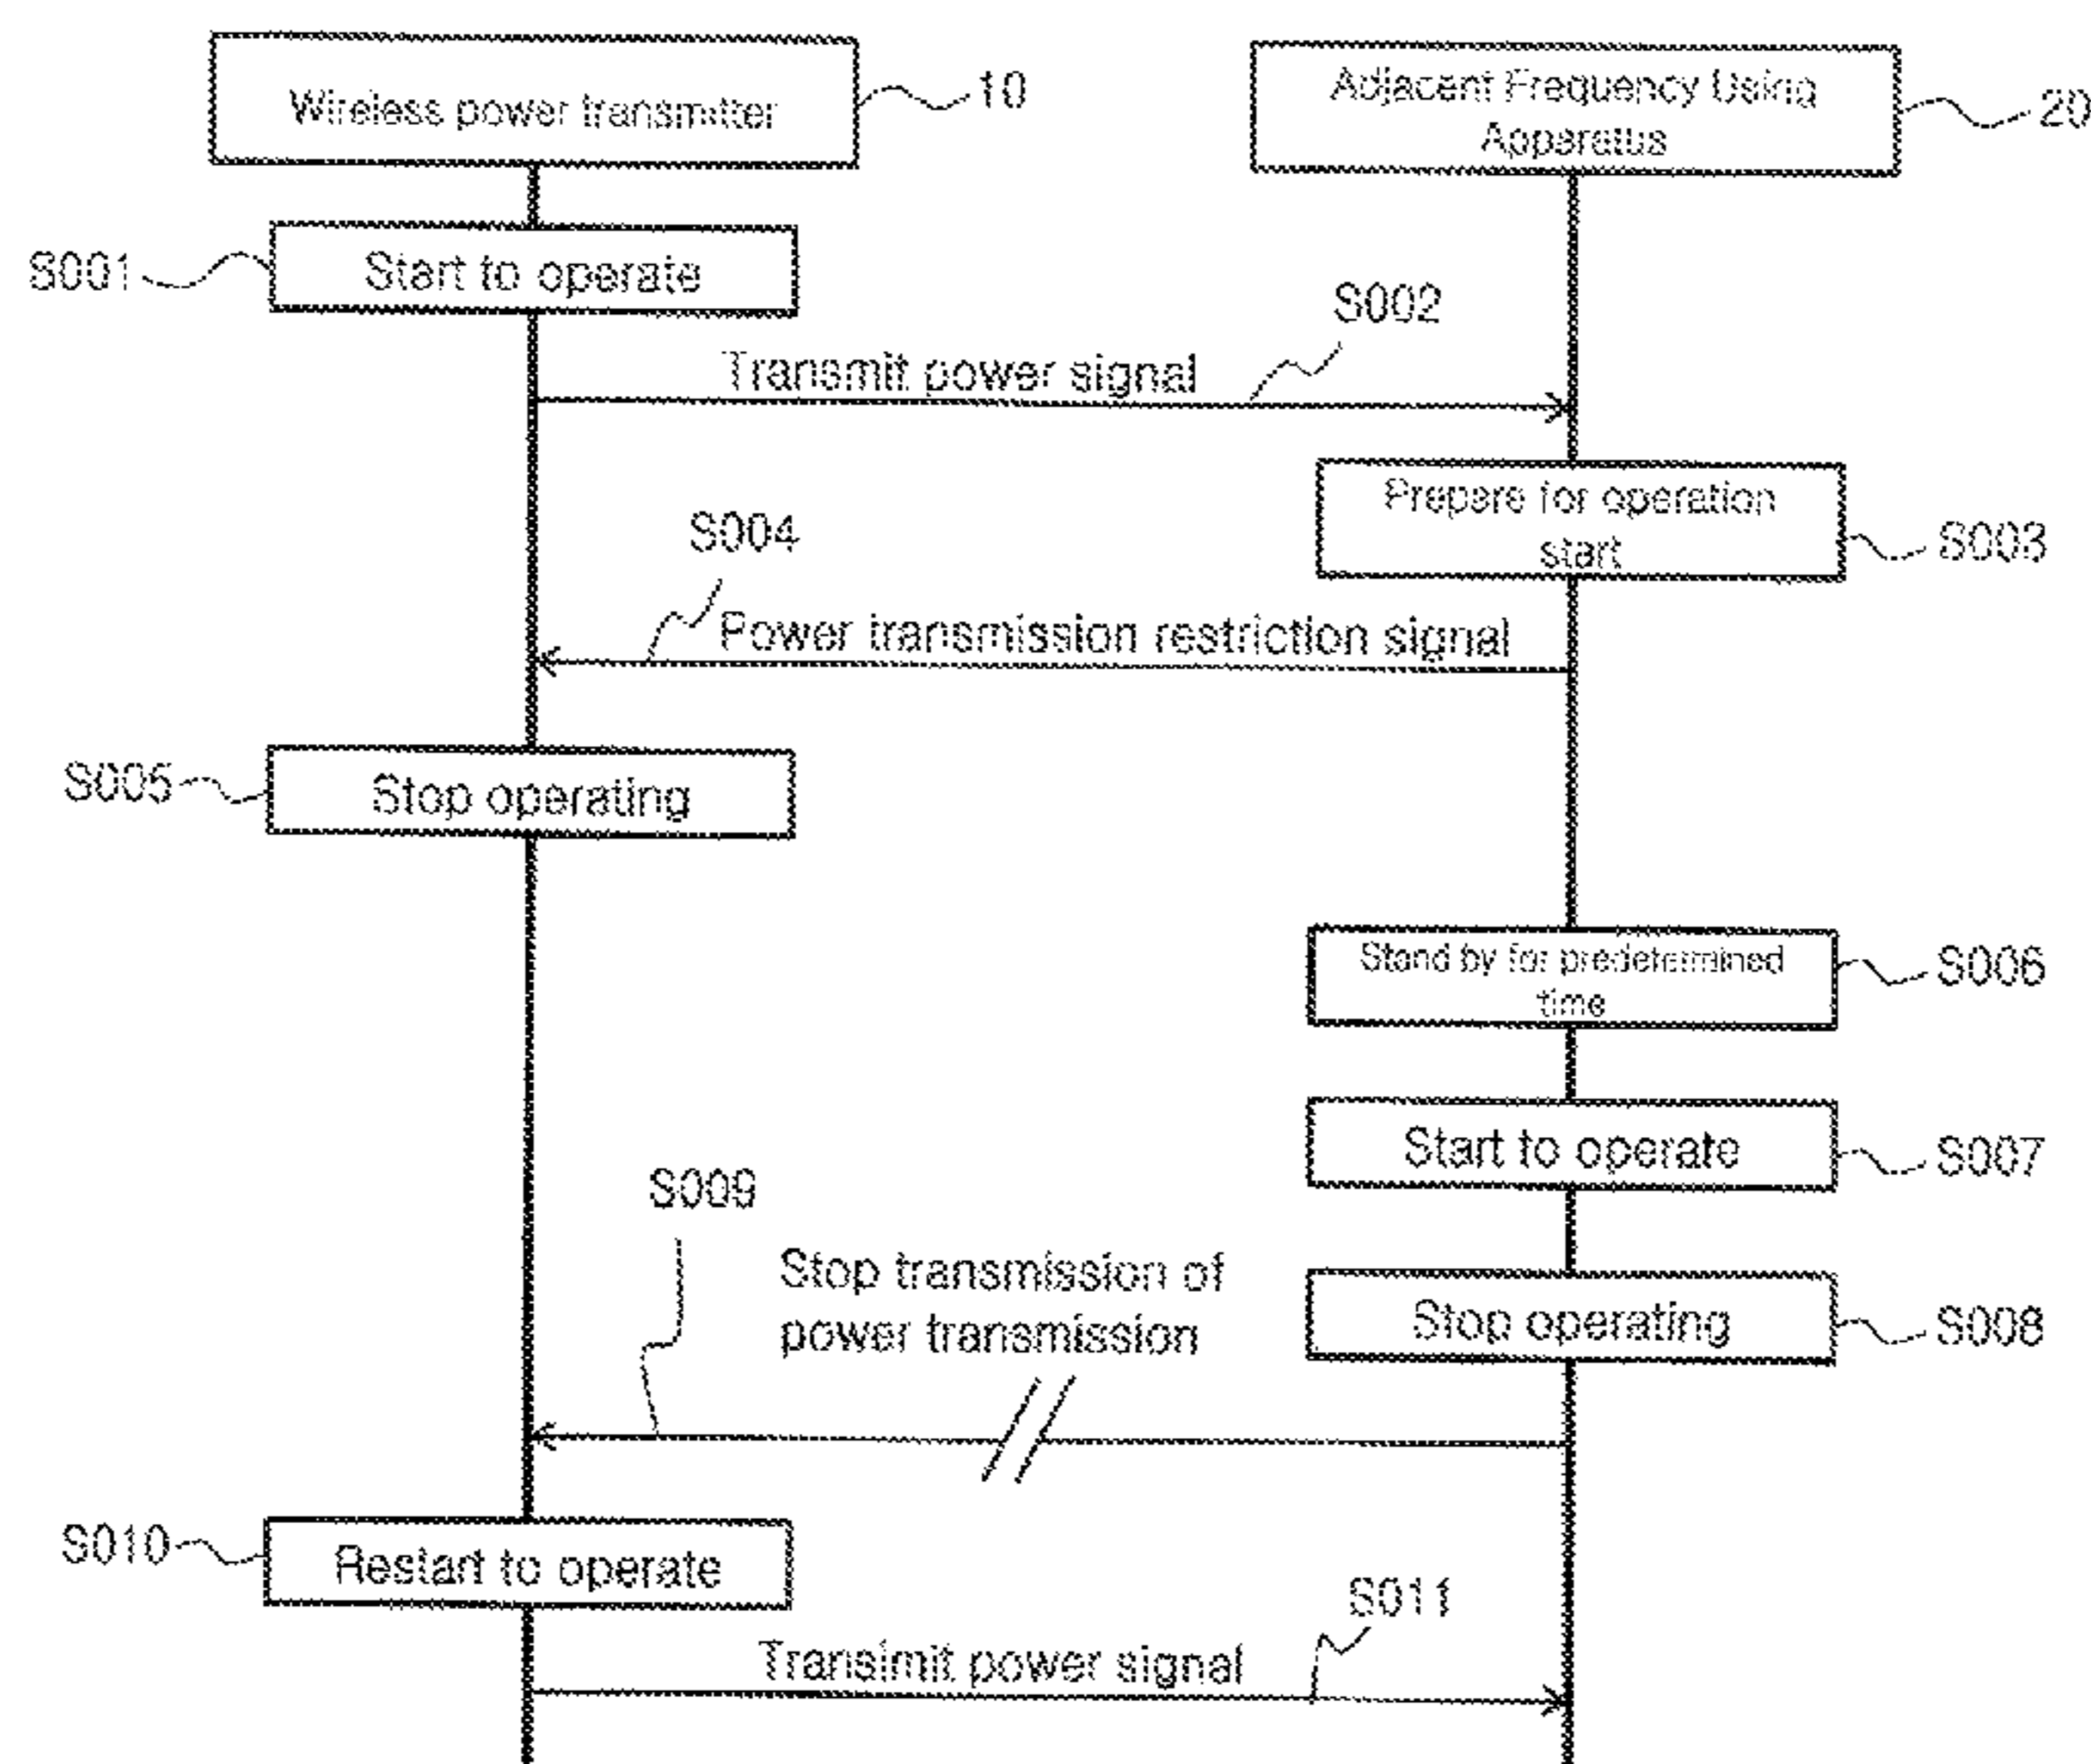 Wireless power transmitter
10
Adjacent Frequency Using
Apparatus
20
S001
Start to operate
S002
Transmit power signal
Prepare for operation
start
S003
S004
Power transmission restriction signal
S005
Stop operating
Stand by for predetermined
time
S006
Start to operate
S007
S009
Stop transmission of
power transmission
Stop operating
S008
S010
Restart to operate
S011
Transimit power signal